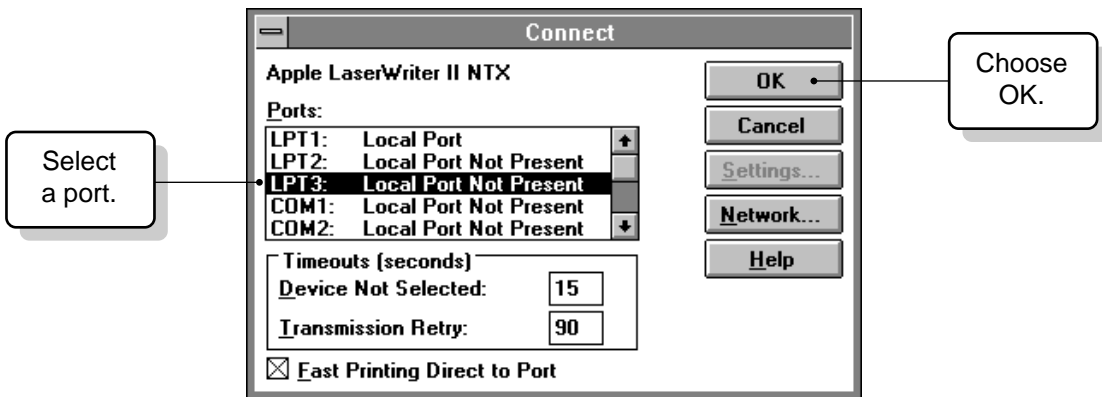 Connect
Apple LaserWriter II NTX
Ports:
LPT1: Local Port
LPT2: Local Port Not Present
LPT3: Local Port Not Present
COM1: Local Port Not Present
COM2: Local Port Not Present
Timeouts (seconds)
Device Not Selected: 15
Transmission Retry: 90
Fast Printing Direct to Port
OK
Cancel
Settings...
Network...
Help
Select
a port.
Choose
OK.